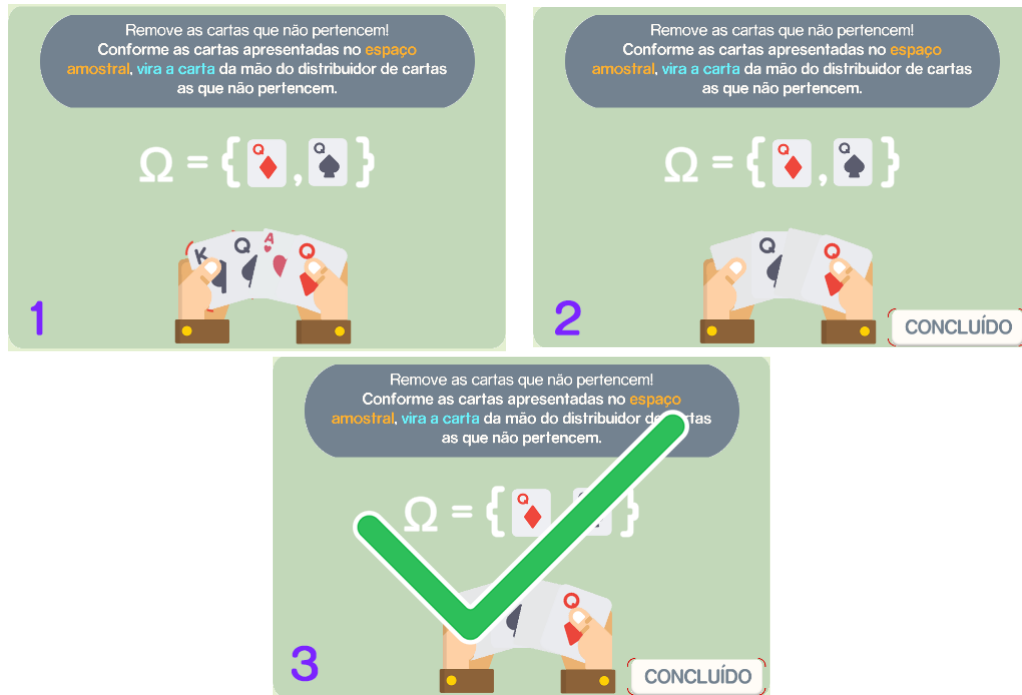 Remove as cartas que não pertencem!
Conforme as cartas apresentadas no espaço
amostral, vira a carta da mão do distribuidor de cartas
as que não pertencem.
Ω = { Q , Q }
K Q A Q
1
Remove as cartas que não pertencem!
Conforme as cartas apresentadas no espaço
amostral, vira a carta da mão do distribuidor de cartas
as que não pertencem.
Ω = { Q , Q }
Q Q
2
CONCLUÍDO
Remove as cartas que não pertencem!
Conforme as cartas apresentadas no espaço
amostral, vira a carta da mão do distribuidor de cartas
as que não pertencem.
Ω = { Q }
Q
3
CONCLUÍDO